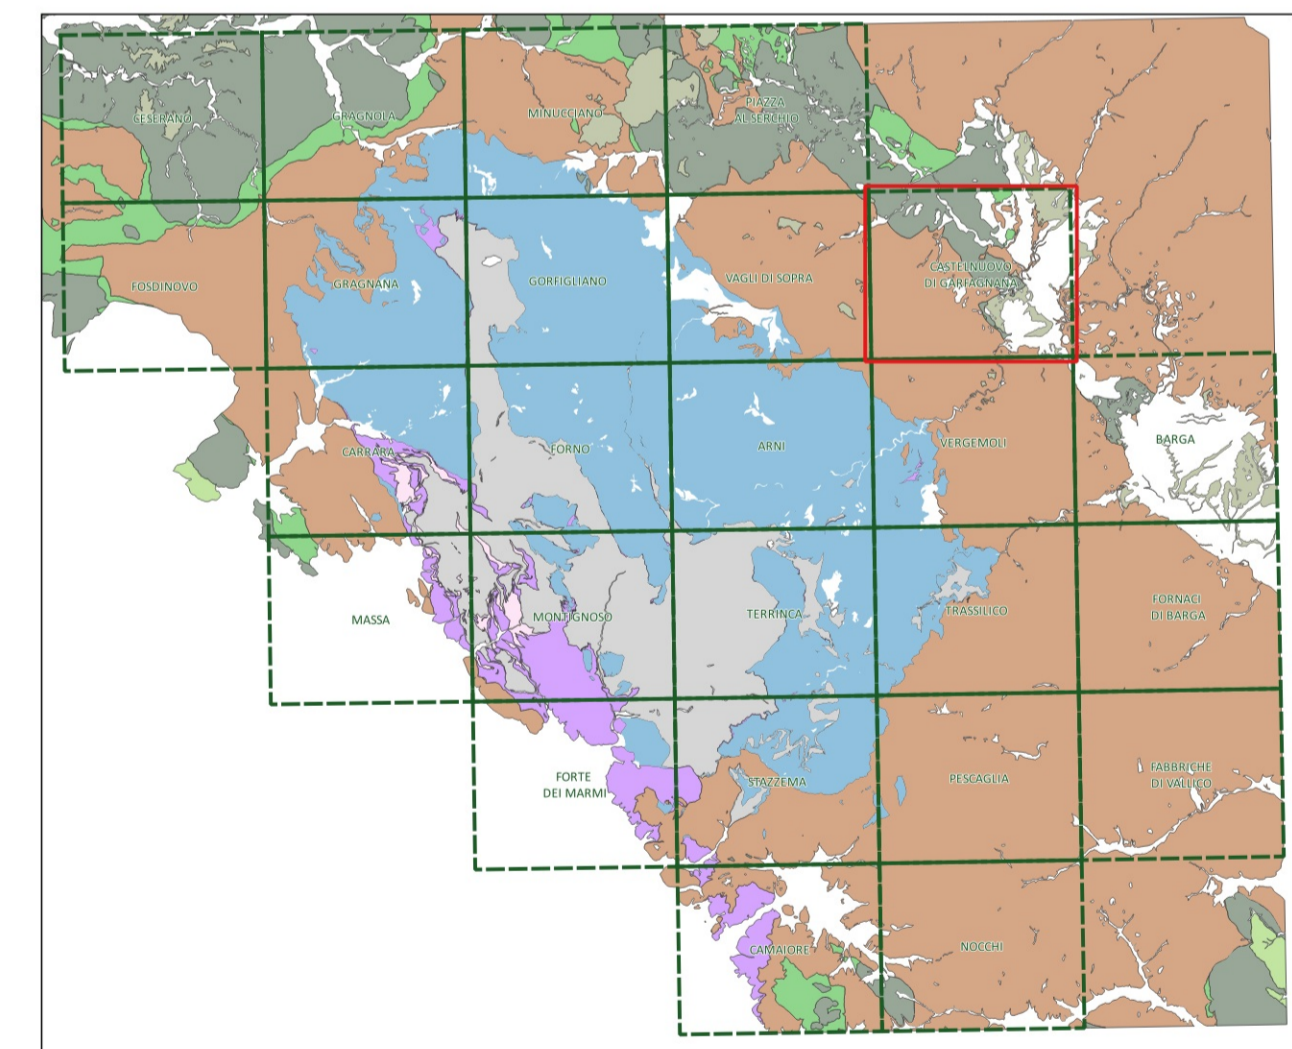 CESERANO
GRAGNOLA
MINUCCIANO
PIAZZA
AL SERCHIO
FOSDINOVO
GRAGNANA
GORFIGLIANO
VAGLI DI SOPRA
CASTELNUOVO
DI GARFAGNANA
CARRARA
FORNO
ARNI
VERGEMOLI
BARGA
MASSA
MONTIGNOSO
TERRINCA
TRASSILICO
FORNACI
DI BARGA
FORTE
DEI MARMI
STAZZEMA
PESCAGLIA
FABBRICHE
DI VALLICO
CAMAIORE
NOCCHI